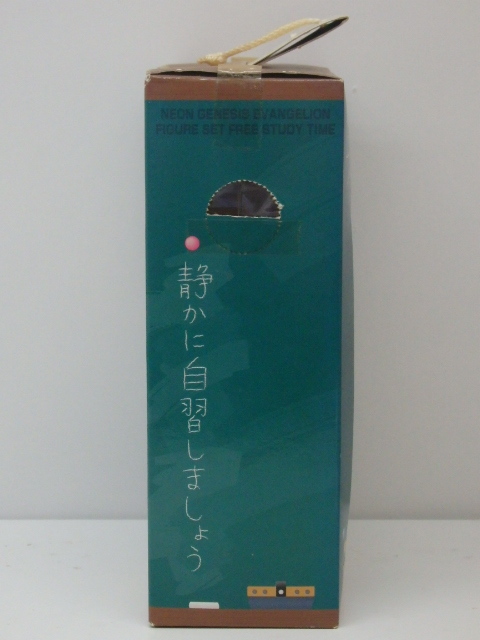 NEON GENESIS EVANGELION
FIGURE SET FREE STUDY TIME
静かに自習しましょう